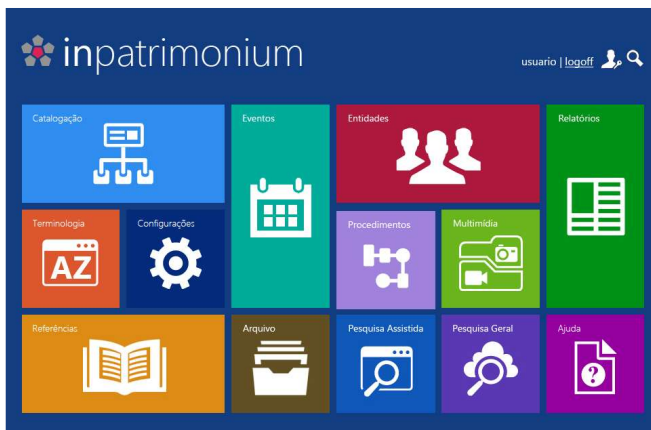 inpatrimonium
usuario | logoff
Catalogação
Eventos
Entidades
Relatórios
Terminologia
AZ
Configurações
Procedimentos
Multimídia
Referências
Arquivo
Pesquisa Assistida
Pesquisa Geral
Ajuda
?